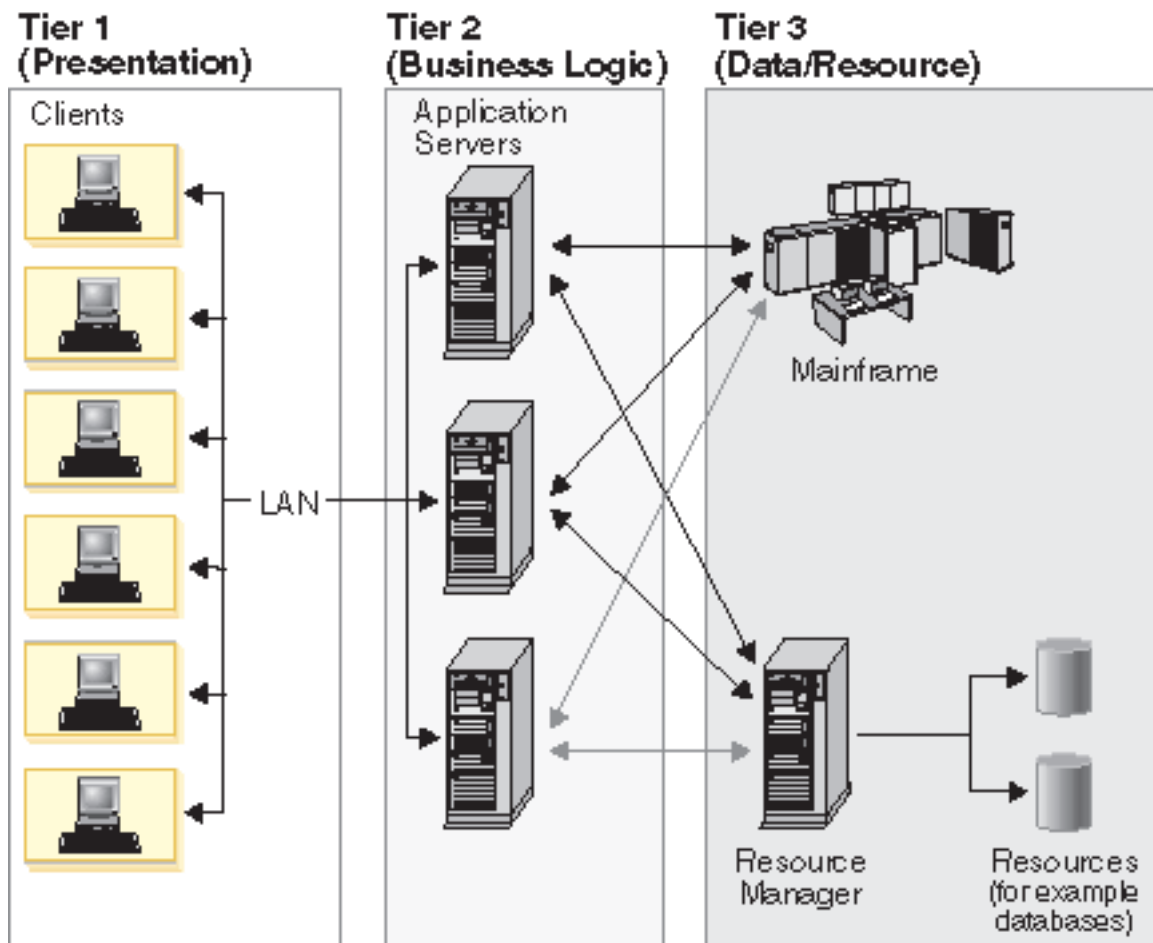 Tier 1
(Presentation)
Tier 2
(Business Logic)
Tier 3
(Data/Resource)
Clients
Application
Servers
LAN
Mainframe
Resource
Manager
Resources
(for example
databases)